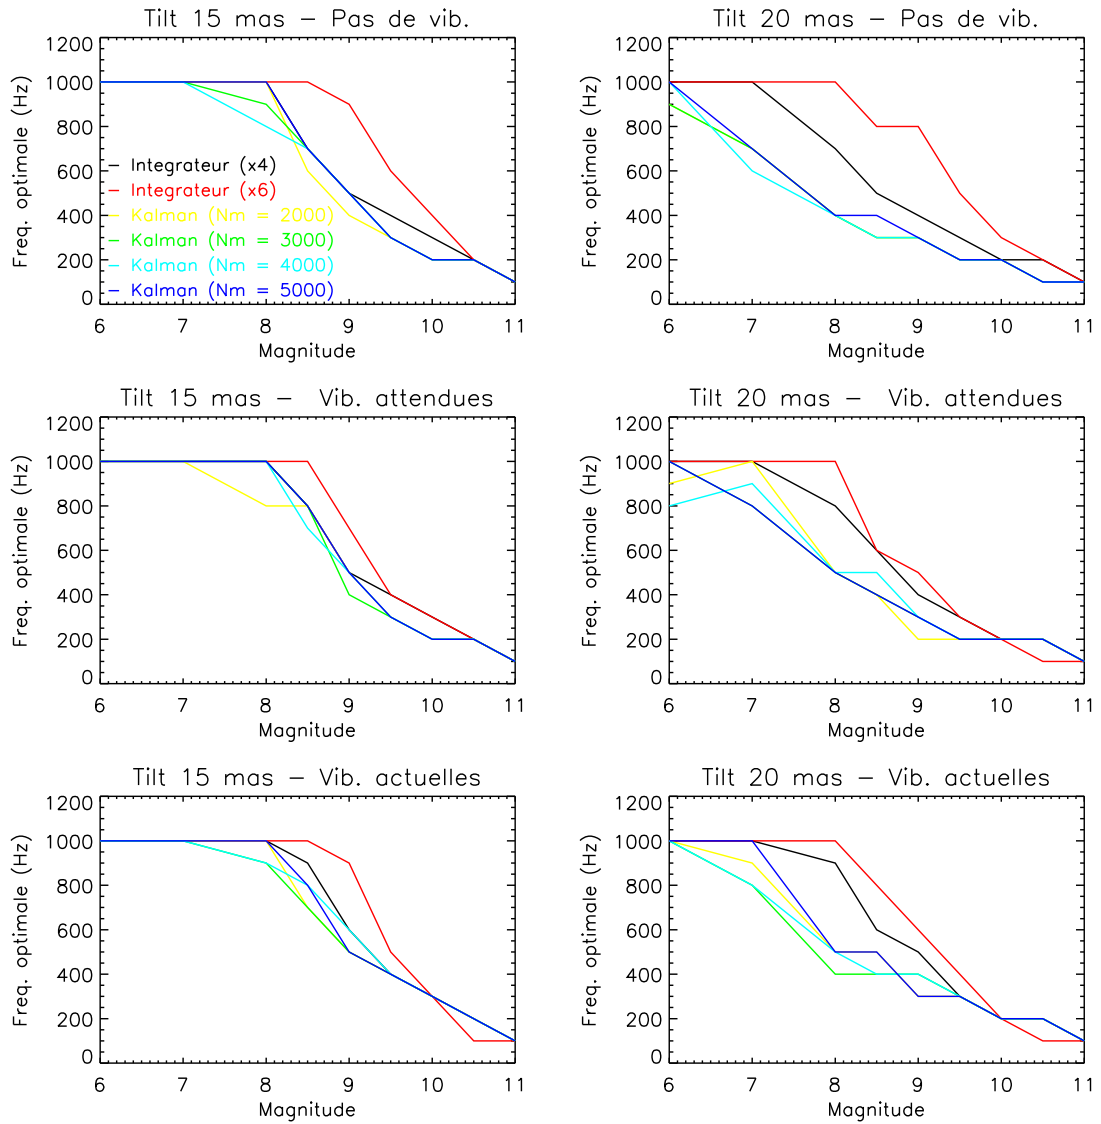 Tilt 15 mas – Pas de vib.
Freq. optimale (Hz)
1200
1000
800
600
400
200
0
– Integrateur (x4)
– Integrateur (x6)
– Kalman (Nm = 2000)
– Kalman (Nm = 3000)
– Kalman (Nm = 4000)
– Kalman (Nm = 5000)
6 7 8 9 10 11
Magnitude
Tilt 20 mas – Pas de vib.
Freq. optimale (Hz)
1200
1000
800
600
400
200
0
6 7 8 9 10 11
Magnitude
Tilt 15 mas – Vib. attendues
Freq. optimale (Hz)
1200
1000
800
600
400
200
0
6 7 8 9 10 11
Magnitude
Tilt 20 mas – Vib. attendues
Freq. optimale (Hz)
1200
1000
800
600
400
200
0
6 7 8 9 10 11
Magnitude
Tilt 15 mas – Vib. actuelles
Freq. optimale (Hz)
1200
1000
800
600
400
200
0
6 7 8 9 10 11
Magnitude
Tilt 20 mas – Vib. actuelles
Freq. optimale (Hz)
1200
1000
800
600
400
200
0
6 7 8 9 10 11
Magnitude